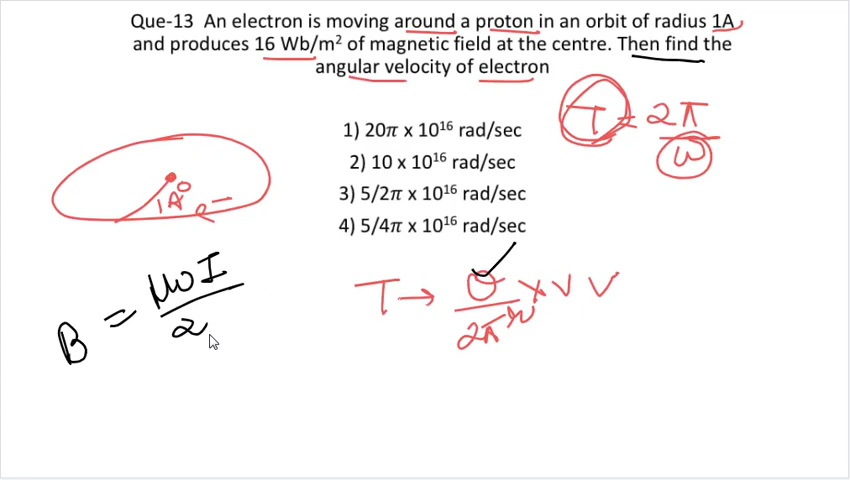 Que-13 An electron is moving around a proton in an orbit of radius 1A
and produces 16 Wb/m² of magnetic field at the centre. Then find the
angular velocity of electron
T = 2π
ω
1) 20π x 10¹⁶ rad/sec
2) 10 x 10¹⁶ rad/sec
3) 5/2π x 10¹⁶ rad/sec
4) 5/4π x 10¹⁶ rad/sec
1A⁰
e⁻
B = μ₀I
2
T →
2πr
x V V